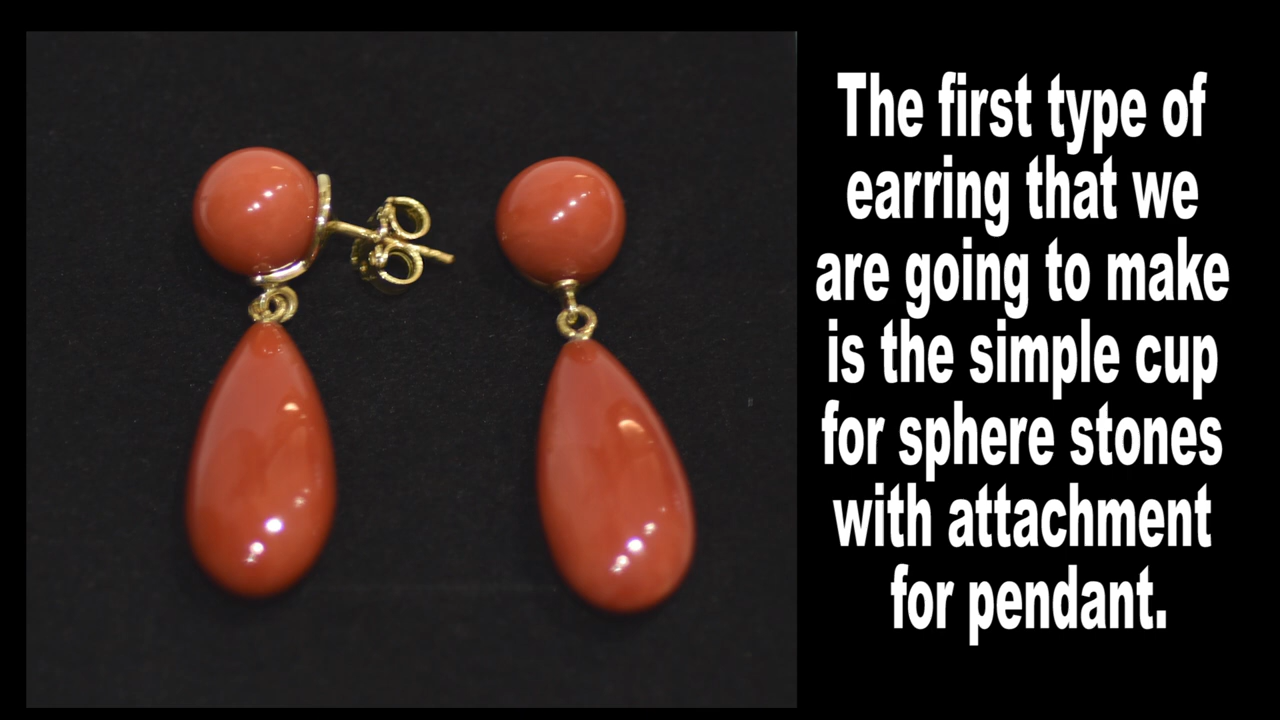 The first type of
earring that we
are going to make
is the simple cup
for sphere stones
with attachment
for pendant.